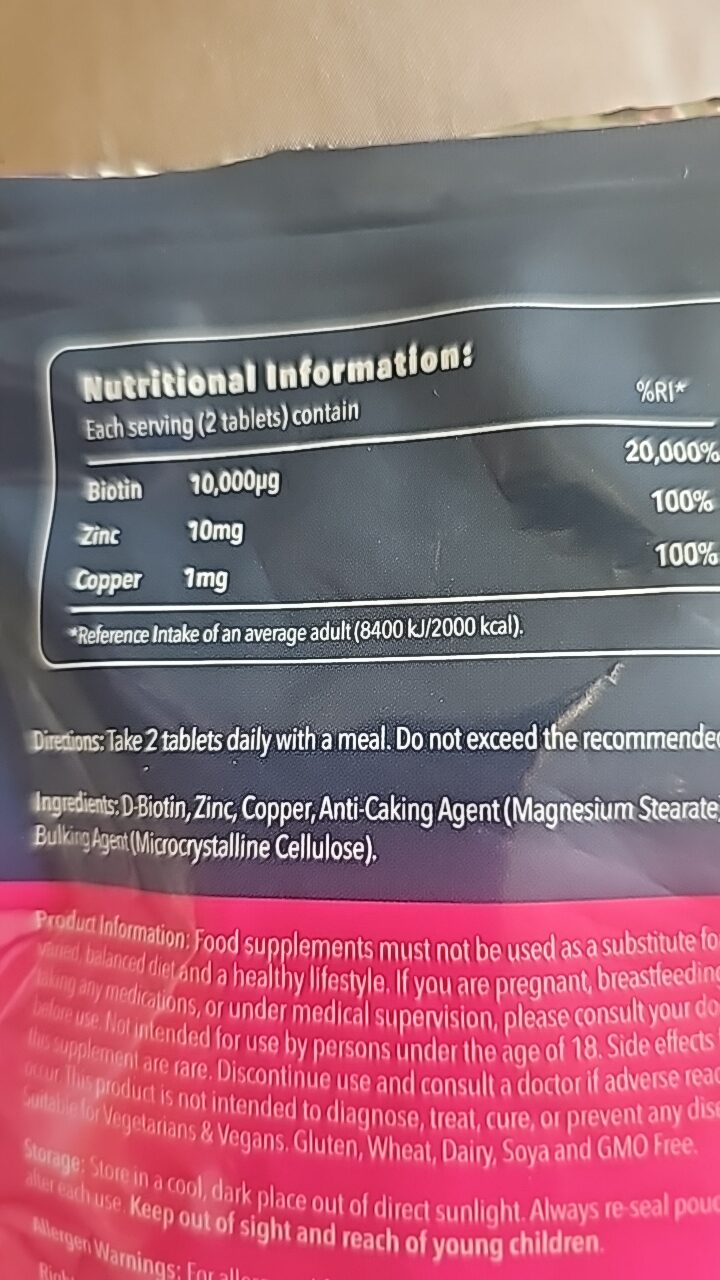 Nutritional Information:
Each serving (2 tablets) contain %RI*
Biotin 10,000µg 20,000%
Zinc 10mg 100%
Copper 1mg 100%
*Reference Intake of an average adult (8400 kJ/2000 kcal).
Directions: Take 2 tablets daily with a meal. Do not exceed the recommended
Ingredients: D-Biotin, Zinc, Copper, Anti-Caking Agent (Magnesium Stearate,
Bulking Agent (Microcrystalline Cellulose).
Product Information: Food supplements must not be used as a substitute fo
varied, balanced diet and a healthy lifestyle. If you are pregnant, breastfeeding
taking any medications, or under medical supervision, please consult your do
before use. Not intended for use by persons under the age of 18. Side effects
this supplement are rare. Discontinue use and consult a doctor if adverse reac
occur. This product is not intended to diagnose, treat, cure, or prevent any dise
Suitable for Vegetarians & Vegans. Gluten, Wheat, Dairy, Soya and GMO Free.
Storage: Store in a cool, dark place out of direct sunlight. Always re-seal pouc
after each use. Keep out of sight and reach of young children.
Allergen Warnings: For